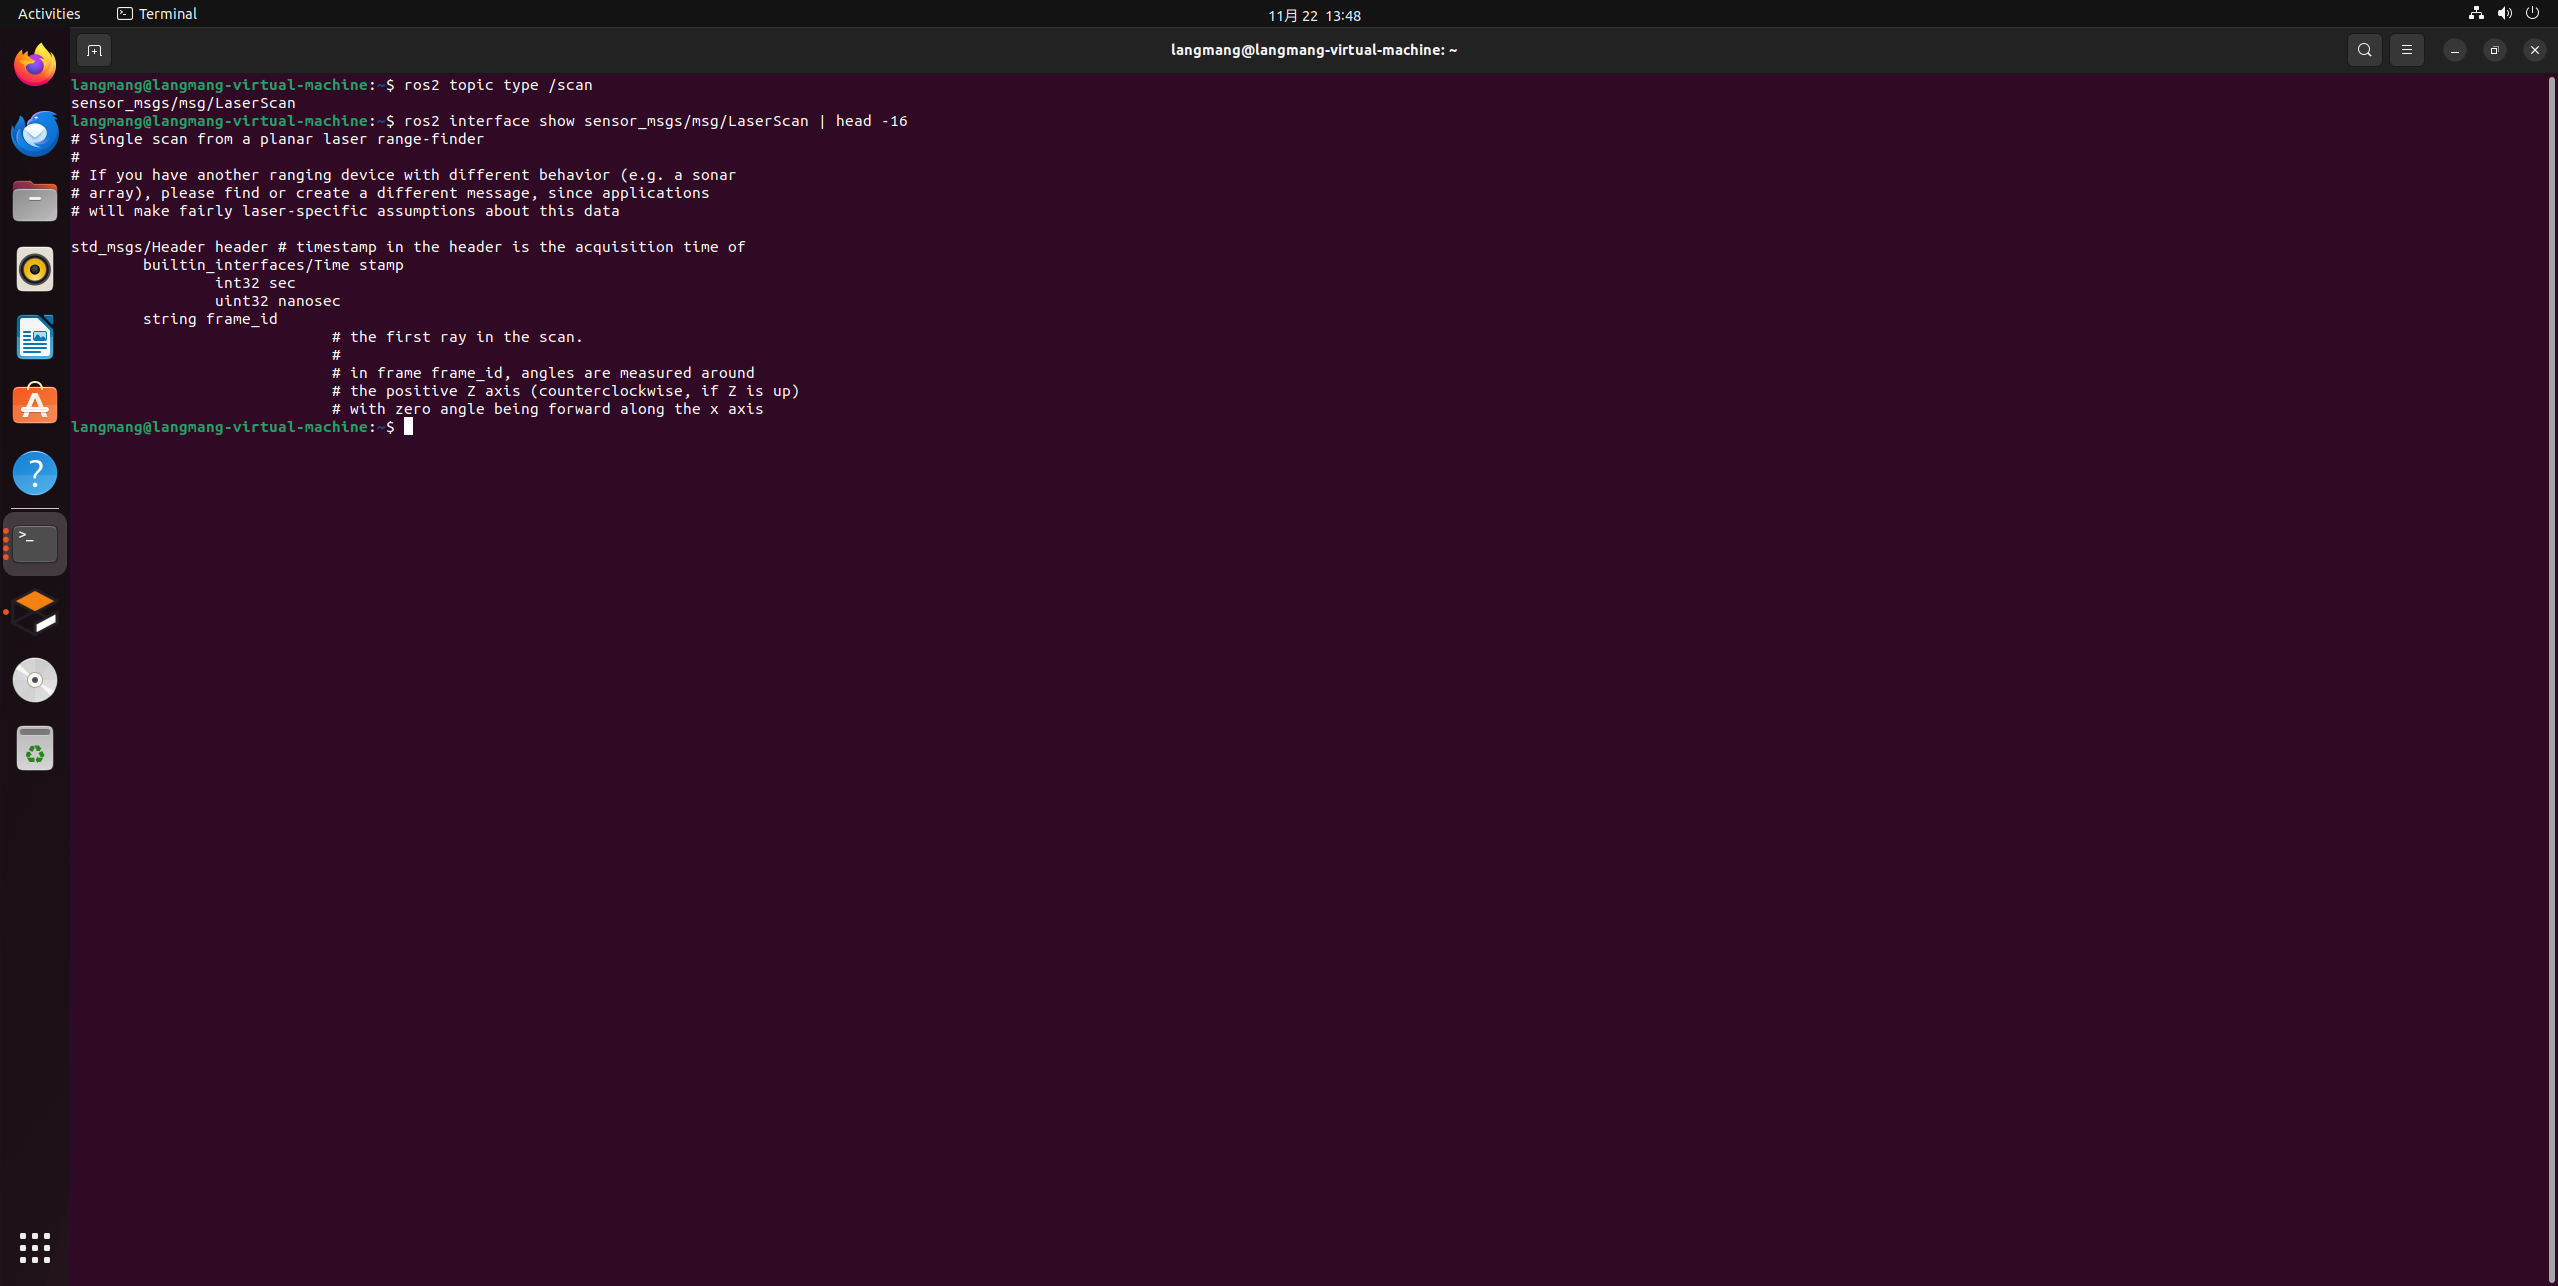 Activities Terminal 11月 22 13:48
langmang@langmang-virtual-machine: ~
langmang@langmang-virtual-machine:~$ ros2 topic type /scan
sensor_msgs/msg/LaserScan
langmang@langmang-virtual-machine:~$ ros2 interface show sensor_msgs/msg/LaserScan | head -16
# Single scan from a planar laser range-finder
#
# If you have another ranging device with different behavior (e.g. a sonar
# array), please find or create a different message, since applications
# will make fairly laser-specific assumptions about this data

std_msgs/Header header # timestamp in the header is the acquisition time of
        builtin_interfaces/Time stamp
                int32 sec
                uint32 nanosec
        string frame_id
                             # the first ray in the scan.
                             #
                             # in frame frame_id, angles are measured around
                             # the positive Z axis (counterclockwise, if Z is up)
                             # with zero angle being forward along the x axis
langmang@langmang-virtual-machine:~$